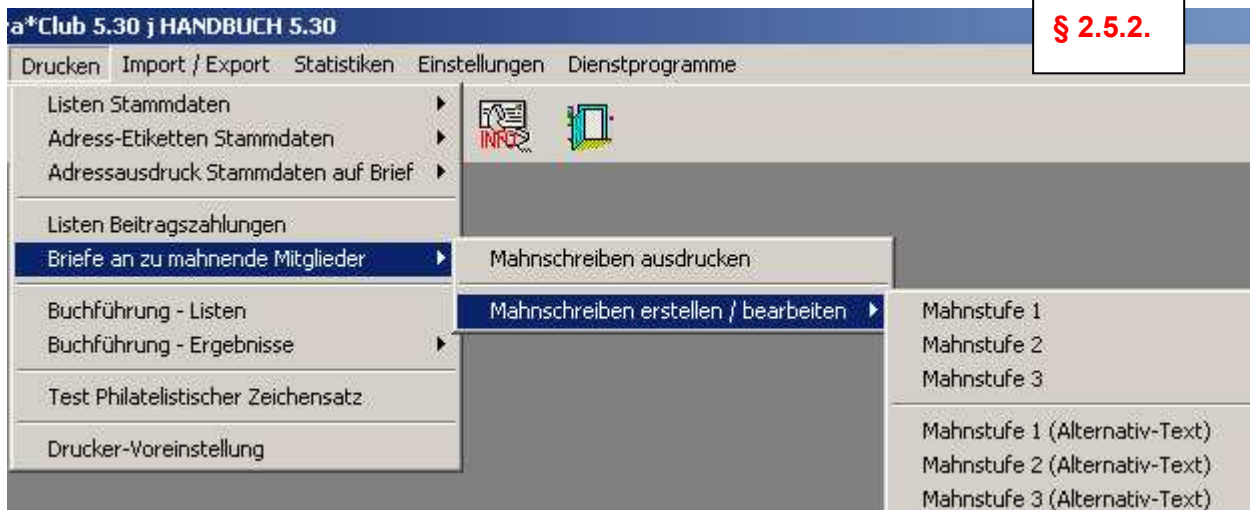 a*Club 5.30 j HANDBUCH 5.30
§ 2.5.2.
Drucken Import / Export Statistiken Einstellungen Dienstprogramme
Listen Stammdaten
Adress-Etiketten Stammdaten
Adressausdruck Stammdaten auf Brief
INFO
Listen Beitragszahlungen
Briefe an zu mahnende Mitglieder
Buchführung - Listen
Buchführung - Ergebnisse
Test Philatelistischer Zeichensatz
Drucker-Voreinstellung
Mahnschreiben ausdrucken
Mahnschreiben erstellen / bearbeiten
Mahnstufe 1
Mahnstufe 2
Mahnstufe 3
Mahnstufe 1 (Alternativ-Text)
Mahnstufe 2 (Alternativ-Text)
Mahnstufe 3 (Alternativ-Text)